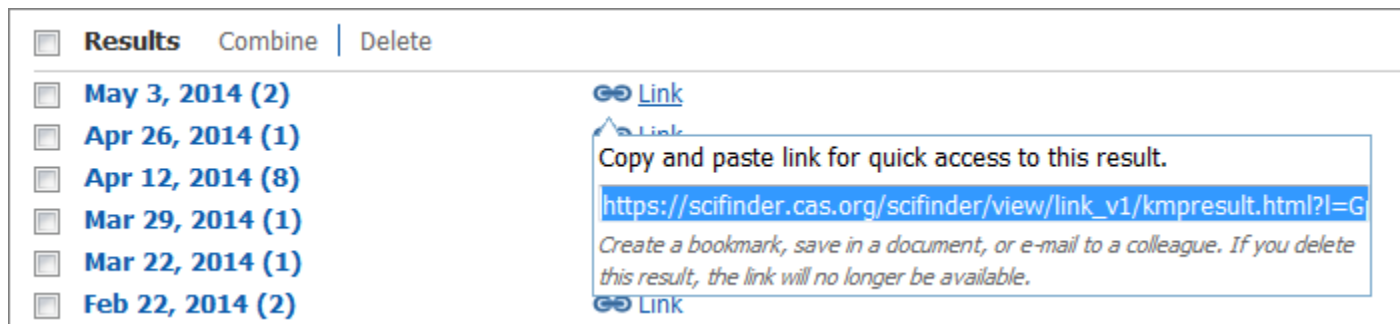 Results Combine | Delete
May 3, 2014 (2) Link
Apr 26, 2014 (1) Link
Copy and paste link for quick access to this result.
Apr 12, 2014 (8)
https://scifinder.cas.org/scifinder/view/link_v1/kmpresult.html?l=G
Mar 29, 2014 (1)
Create a bookmark, save in a document, or e-mail to a colleague. If you delete
Mar 22, 2014 (1)
this result, the link will no longer be available.
Feb 22, 2014 (2) Link